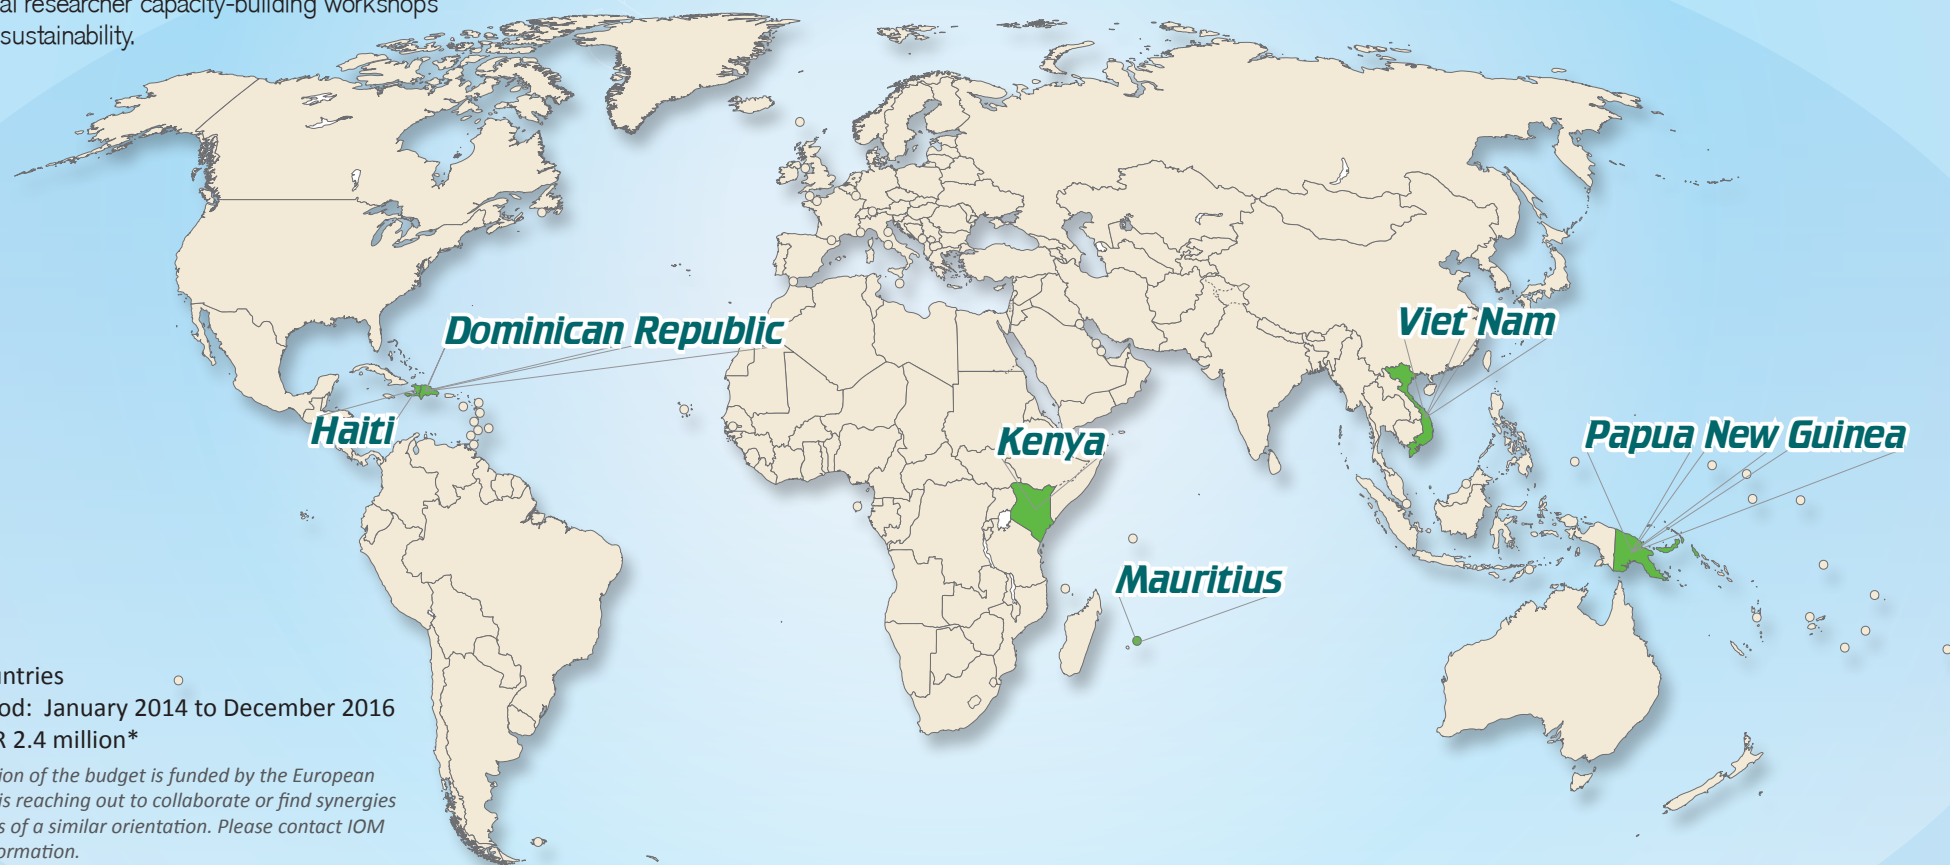 al researcher capacity-building workshops
sustainability.
Dominican Republic
Viet Nam
Haiti
Kenya
Papua New Guinea
Mauritius
untries
od: January 2014 to December 2016
R 2.4 million*
ion of the budget is funded by the European
is reaching out to collaborate or find synergies
s of a similar orientation. Please contact IOM
ormation.